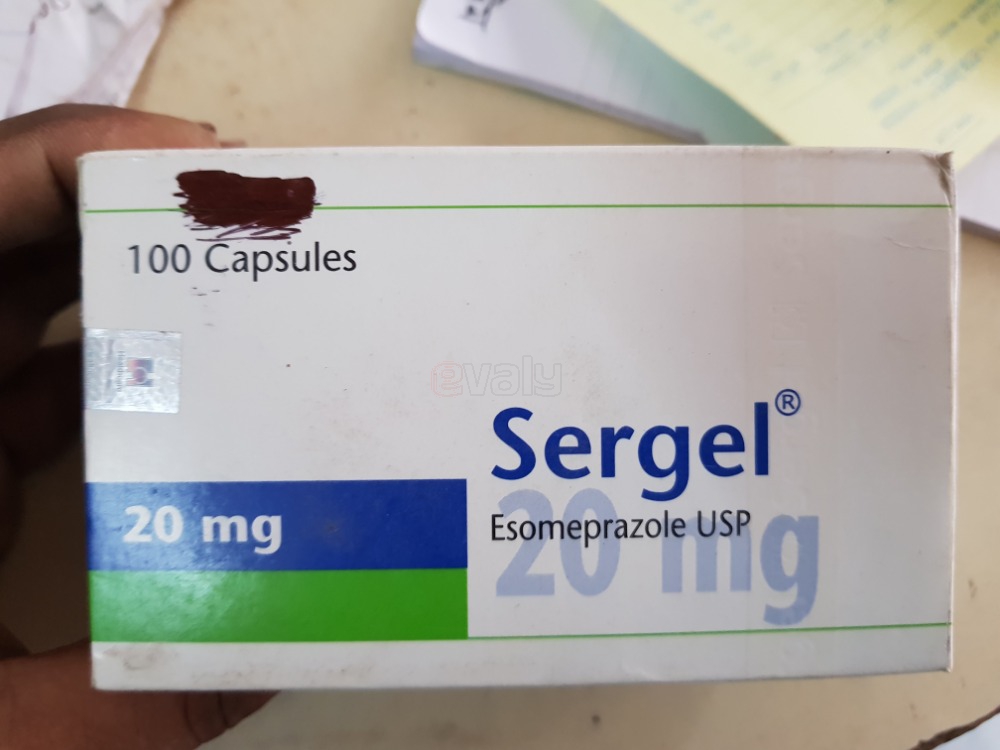 100 Capsules
evaly
Sergel®
20 mg
Esomeprazole USP
20 mg